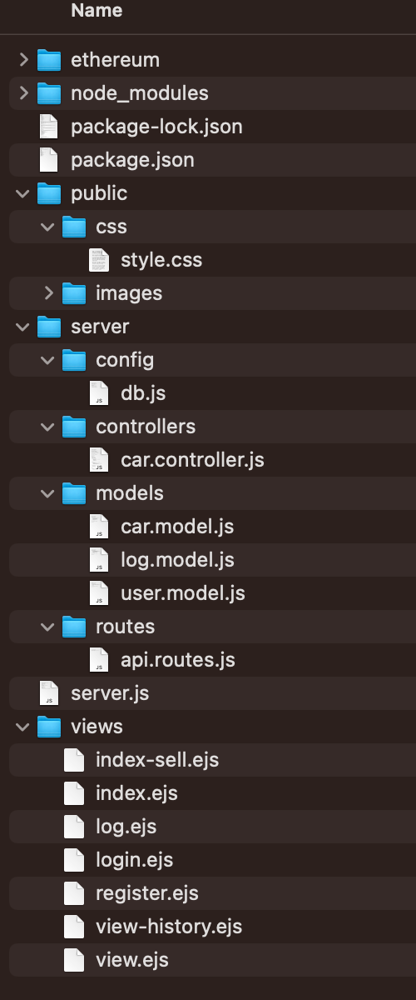 Name
ethereum
node_modules
package-lock.json
package.json
public
css
style.css
images
server
config
db.js
controllers
car.controller.js
models
car.model.js
log.model.js
user.model.js
routes
api.routes.js
server.js
views
index-sell.ejs
index.ejs
log.ejs
login.ejs
register.ejs
view-history.ejs
view.ejs